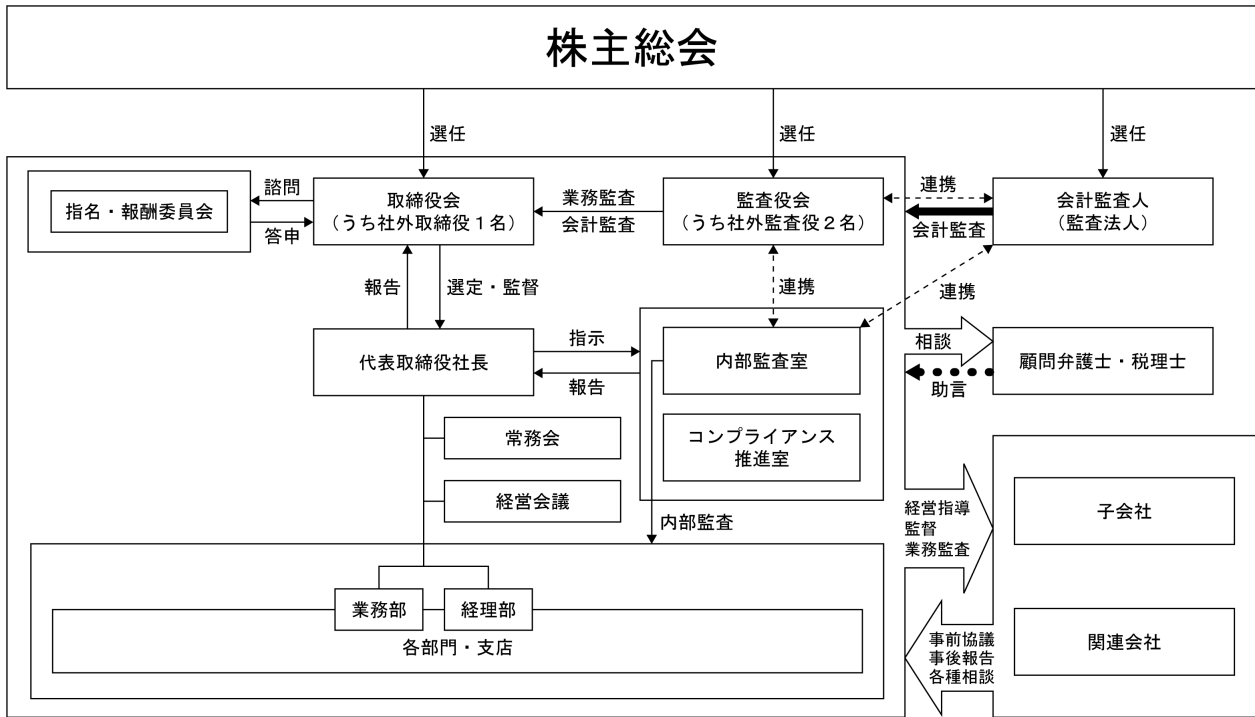 株主総会
選任
選任
選任
指名・報酬委員会
諮問
答申
取締役会
（うち社外取締役１名）
業務監査
会計監査
監査役会
（うち社外監査役２名）
連携
会計監査
会計監査人
（監査法人）
報告
選定・監督
連携
連携
代表取締役社長
指示
報告
内部監査室
相談
助言
顧問弁護士・税理士
常務会
コンプライアンス
推進室
経営会議
内部監査
経営指導
監督
業務監査
子会社
業務部
経理部
各部門・支店
事前協議
事後報告
各種相談
関連会社